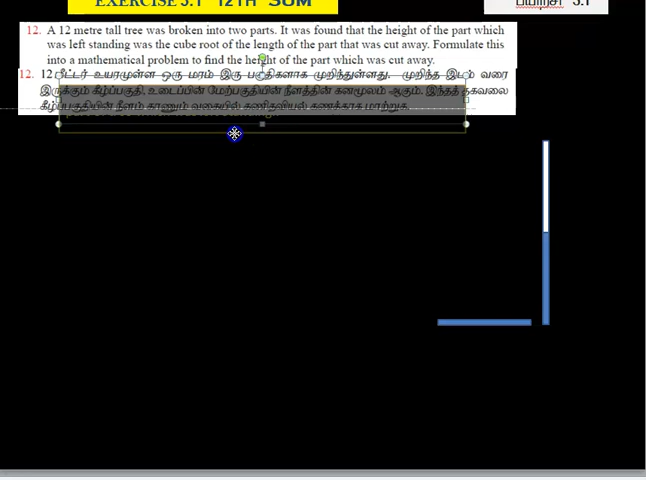 EXERCISE 3.1 12TH SUM
பயிற்சி 3.1
12. A 12 metre tall tree was broken into two parts. It was found that the height of the part which
was left standing was the cube root of the length of the part that was cut away. Formulate this
into a mathematical problem to find the height of the part which was cut away.
12. 12 மீட்டர் உயரமுள்ள ஒரு மரம் இரு பகுதிகளாக முறிந்துள்ளது. முறிந்த இடம் வரை
இருக்கும் கீழ்ப்பகுதி, உடைப்பின் மேற்பகுதியின் நீளத்தின் கனமூலம் ஆகும். இந்தத் தகவலை
கீழ்ப்பகுதியின் நீளம் காணும் வகையில் கணிதவியல் கணக்காக மாற்றுக.